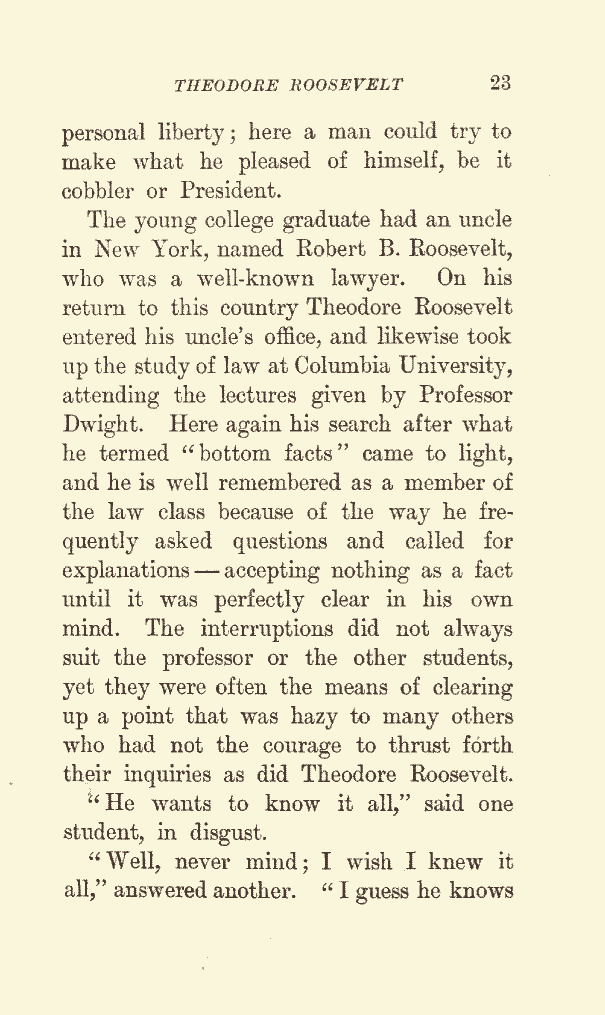 THEODORE ROOSEVELT 23
personal liberty; here a man could try to
make what he pleased of himself, be it
cobbler or President.
The young college graduate had an uncle
in New York, named Robert B. Roosevelt,
who was a well-known lawyer. On his
return to this country Theodore Roosevelt
entered his uncle's office, and likewise took
up the study of law at Columbia University,
attending the lectures given by Professor
Dwight. Here again his search after what
he termed "bottom facts" came to light,
and he is well remembered as a member of
the law class because of the way he fre-
quently asked questions and called for
explanations — accepting nothing as a fact
until it was perfectly clear in his own
mind. The interruptions did not always
suit the professor or the other students,
yet they were often the means of clearing
up a point that was hazy to many others
who had not the courage to thrust forth
their inquiries as did Theodore Roosevelt.
"He wants to know it all," said one
student, in disgust.
"Well, never mind; I wish I knew it
all," answered another. "I guess he knows